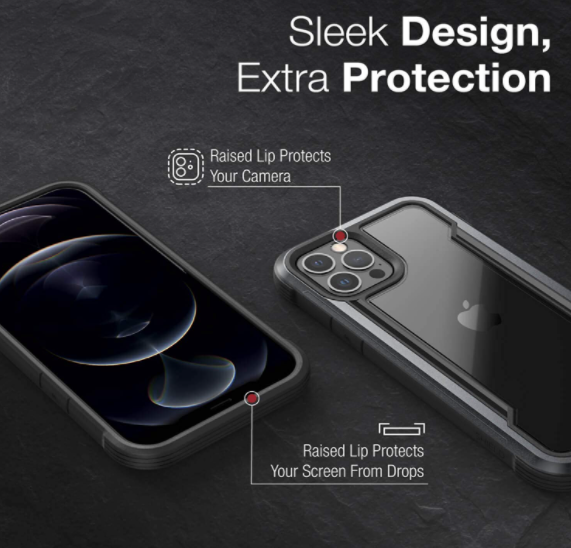 Sleek Design,
Extra Protection
Raised Lip Protects
Your Camera
Raised Lip Protects
Your Screen From Drops